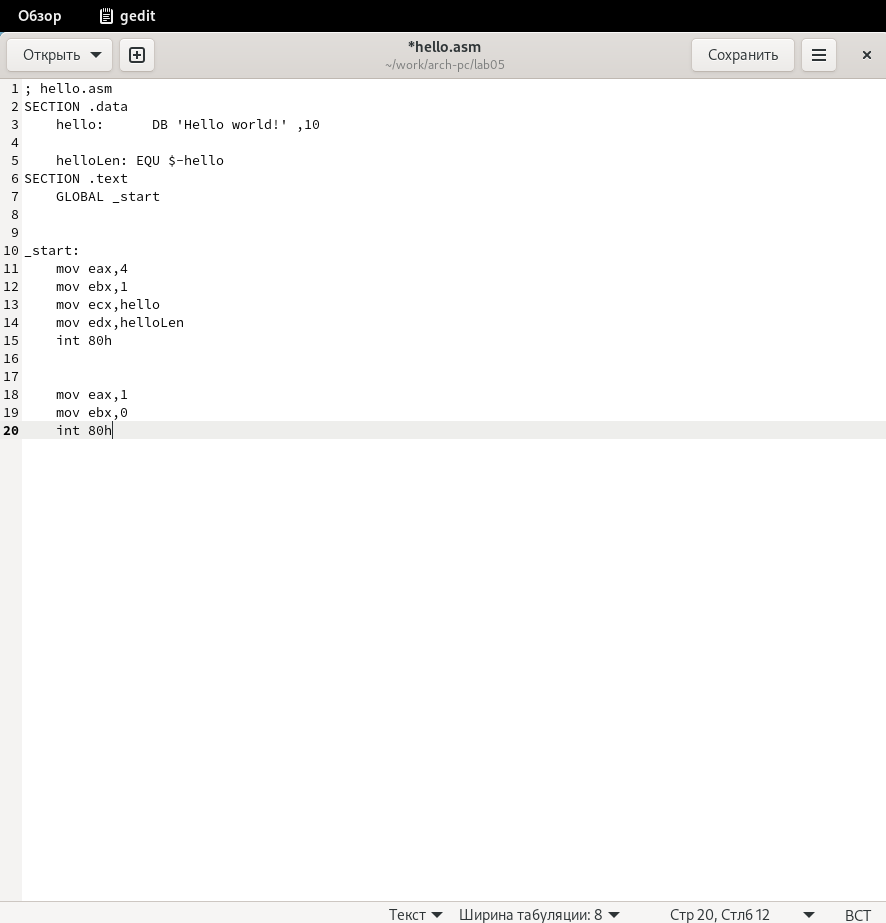 Обзор gedit
Открыть *hello.asm Сохранить
~/work/arch-pc/lab05
1 ; hello.asm
2 SECTION .data
3     hello:      DB 'Hello world!' ,10
4
5     helloLen: EQU $-hello
6 SECTION .text
7     GLOBAL _start
8
9
10 _start:
11     mov eax,4
12     mov ebx,1
13     mov ecx,hello
14     mov edx,helloLen
15     int 80h
16
17
18     mov eax,1
19     mov ebx,0
20     int 80h
Текст Ширина табуляции: 8 Стр 20, Стлб 12 ВСТ